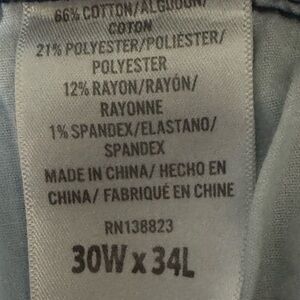 66% COTTON/ALGODÓN/
COTON
21% POLYESTER/POLIÉSTER/
POLYESTER
12% RAYON/RAYÓN/
RAYONNE
1% SPANDEX/ELASTANO/
SPANDEX
MADE IN CHINA/ HECHO EN
CHINA/ FABRIQUÉ EN CHINE
RN138823
30W x 34L